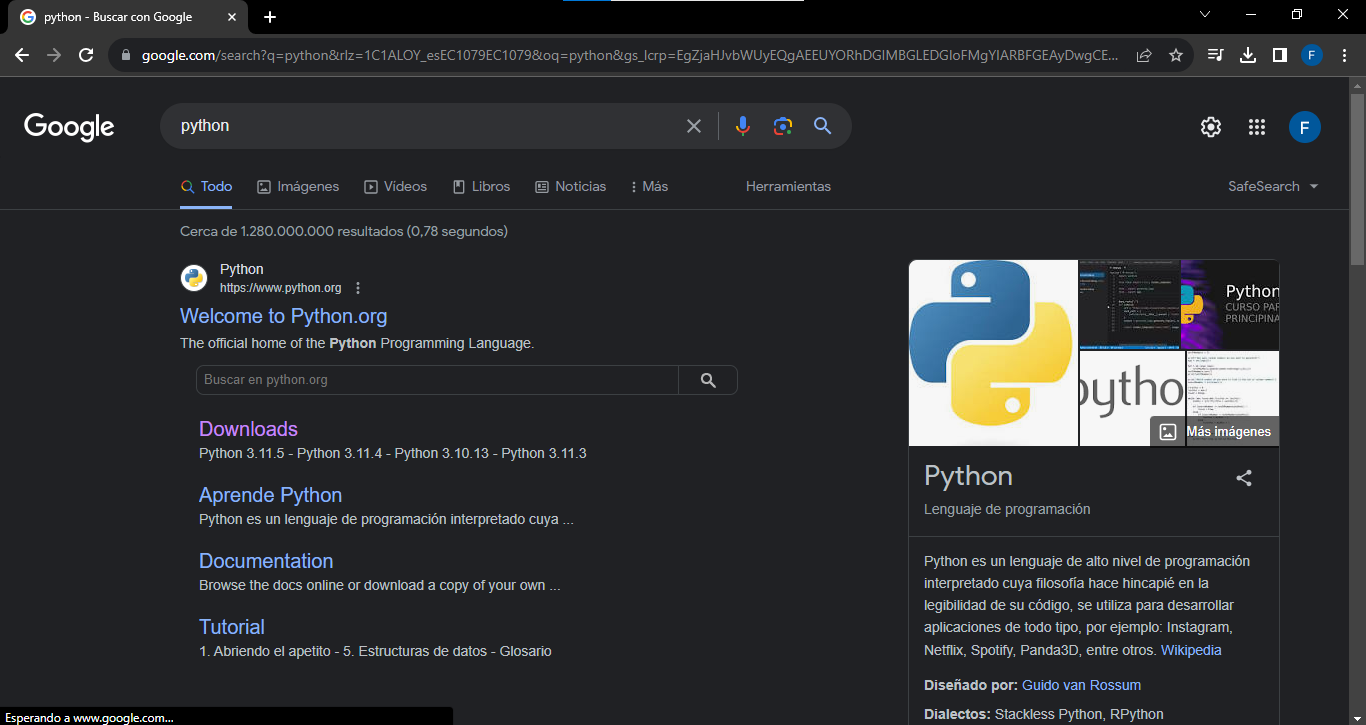 python - Buscar con Google
google.com/search?q=python&rlz=1C1ALOY_esEC1079EC1079&oq=python&gs_lcrp=EgZjaHJvbWUyEQgAEEUYORhDGIMBGLEDGIoFMgYIARBFGEAyDwgCE...
F
Google
python
F
Todo
Imágenes
Vídeos
Libros
Noticias
Más
Herramientas
SafeSearch
Cerca de 1.280.000.000 resultados (0,78 segundos)
Python
https://www.python.org
Welcome to Python.org
The official home of the Python Programming Language.
Buscar en python.org
Downloads
Python 3.11.5 - Python 3.11.4 - Python 3.10.13 - Python 3.11.3
Aprende Python
Python es un lenguaje de programación interpretado cuya ...
Documentation
Browse the docs online or download a copy of your own ...
Tutorial
1. Abriendo el apetito - 5. Estructuras de datos - Glosario
Python
CURSO PAR
PRINCIPINA
pytho
Más imágenes
Python
Lenguaje de programación
Python es un lenguaje de alto nivel de programación
interpretado cuya filosofía hace hincapié en la
legibilidad de su código, se utiliza para desarrollar
aplicaciones de todo tipo, por ejemplo: Instagram,
Netflix, Spotify, Panda3D, entre otros. Wikipedia
Diseñado por: Guido van Rossum
Dialectos: Stackless Python, RPython
Esperando a www.google.com...